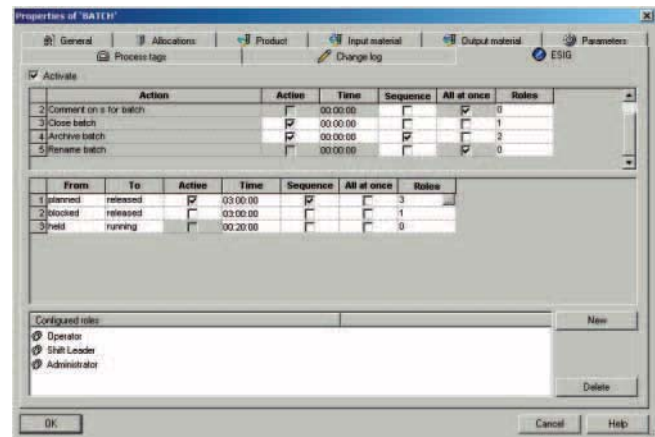 Properties of 'BATCH'
General Allocations Product Input material Output material Parameters
Process tags Change log ESIG
Activate
Action Active Time Sequence All at once Roles
2 Comment on s for batch 00:00:00 0
3 Close batch 00:00:00 1
4 Archive batch 00:00:00 2
5 Rename batch 00:00:00 0
From To Active Time Sequence All at once Roles
1 planned released 03:00:00 3
2 blocked released 03:00:00 1
3 held running 00:20:00 0
Configured roles
Operator
Shift Leader
Administrator
New
Delete
OK Cancel Help